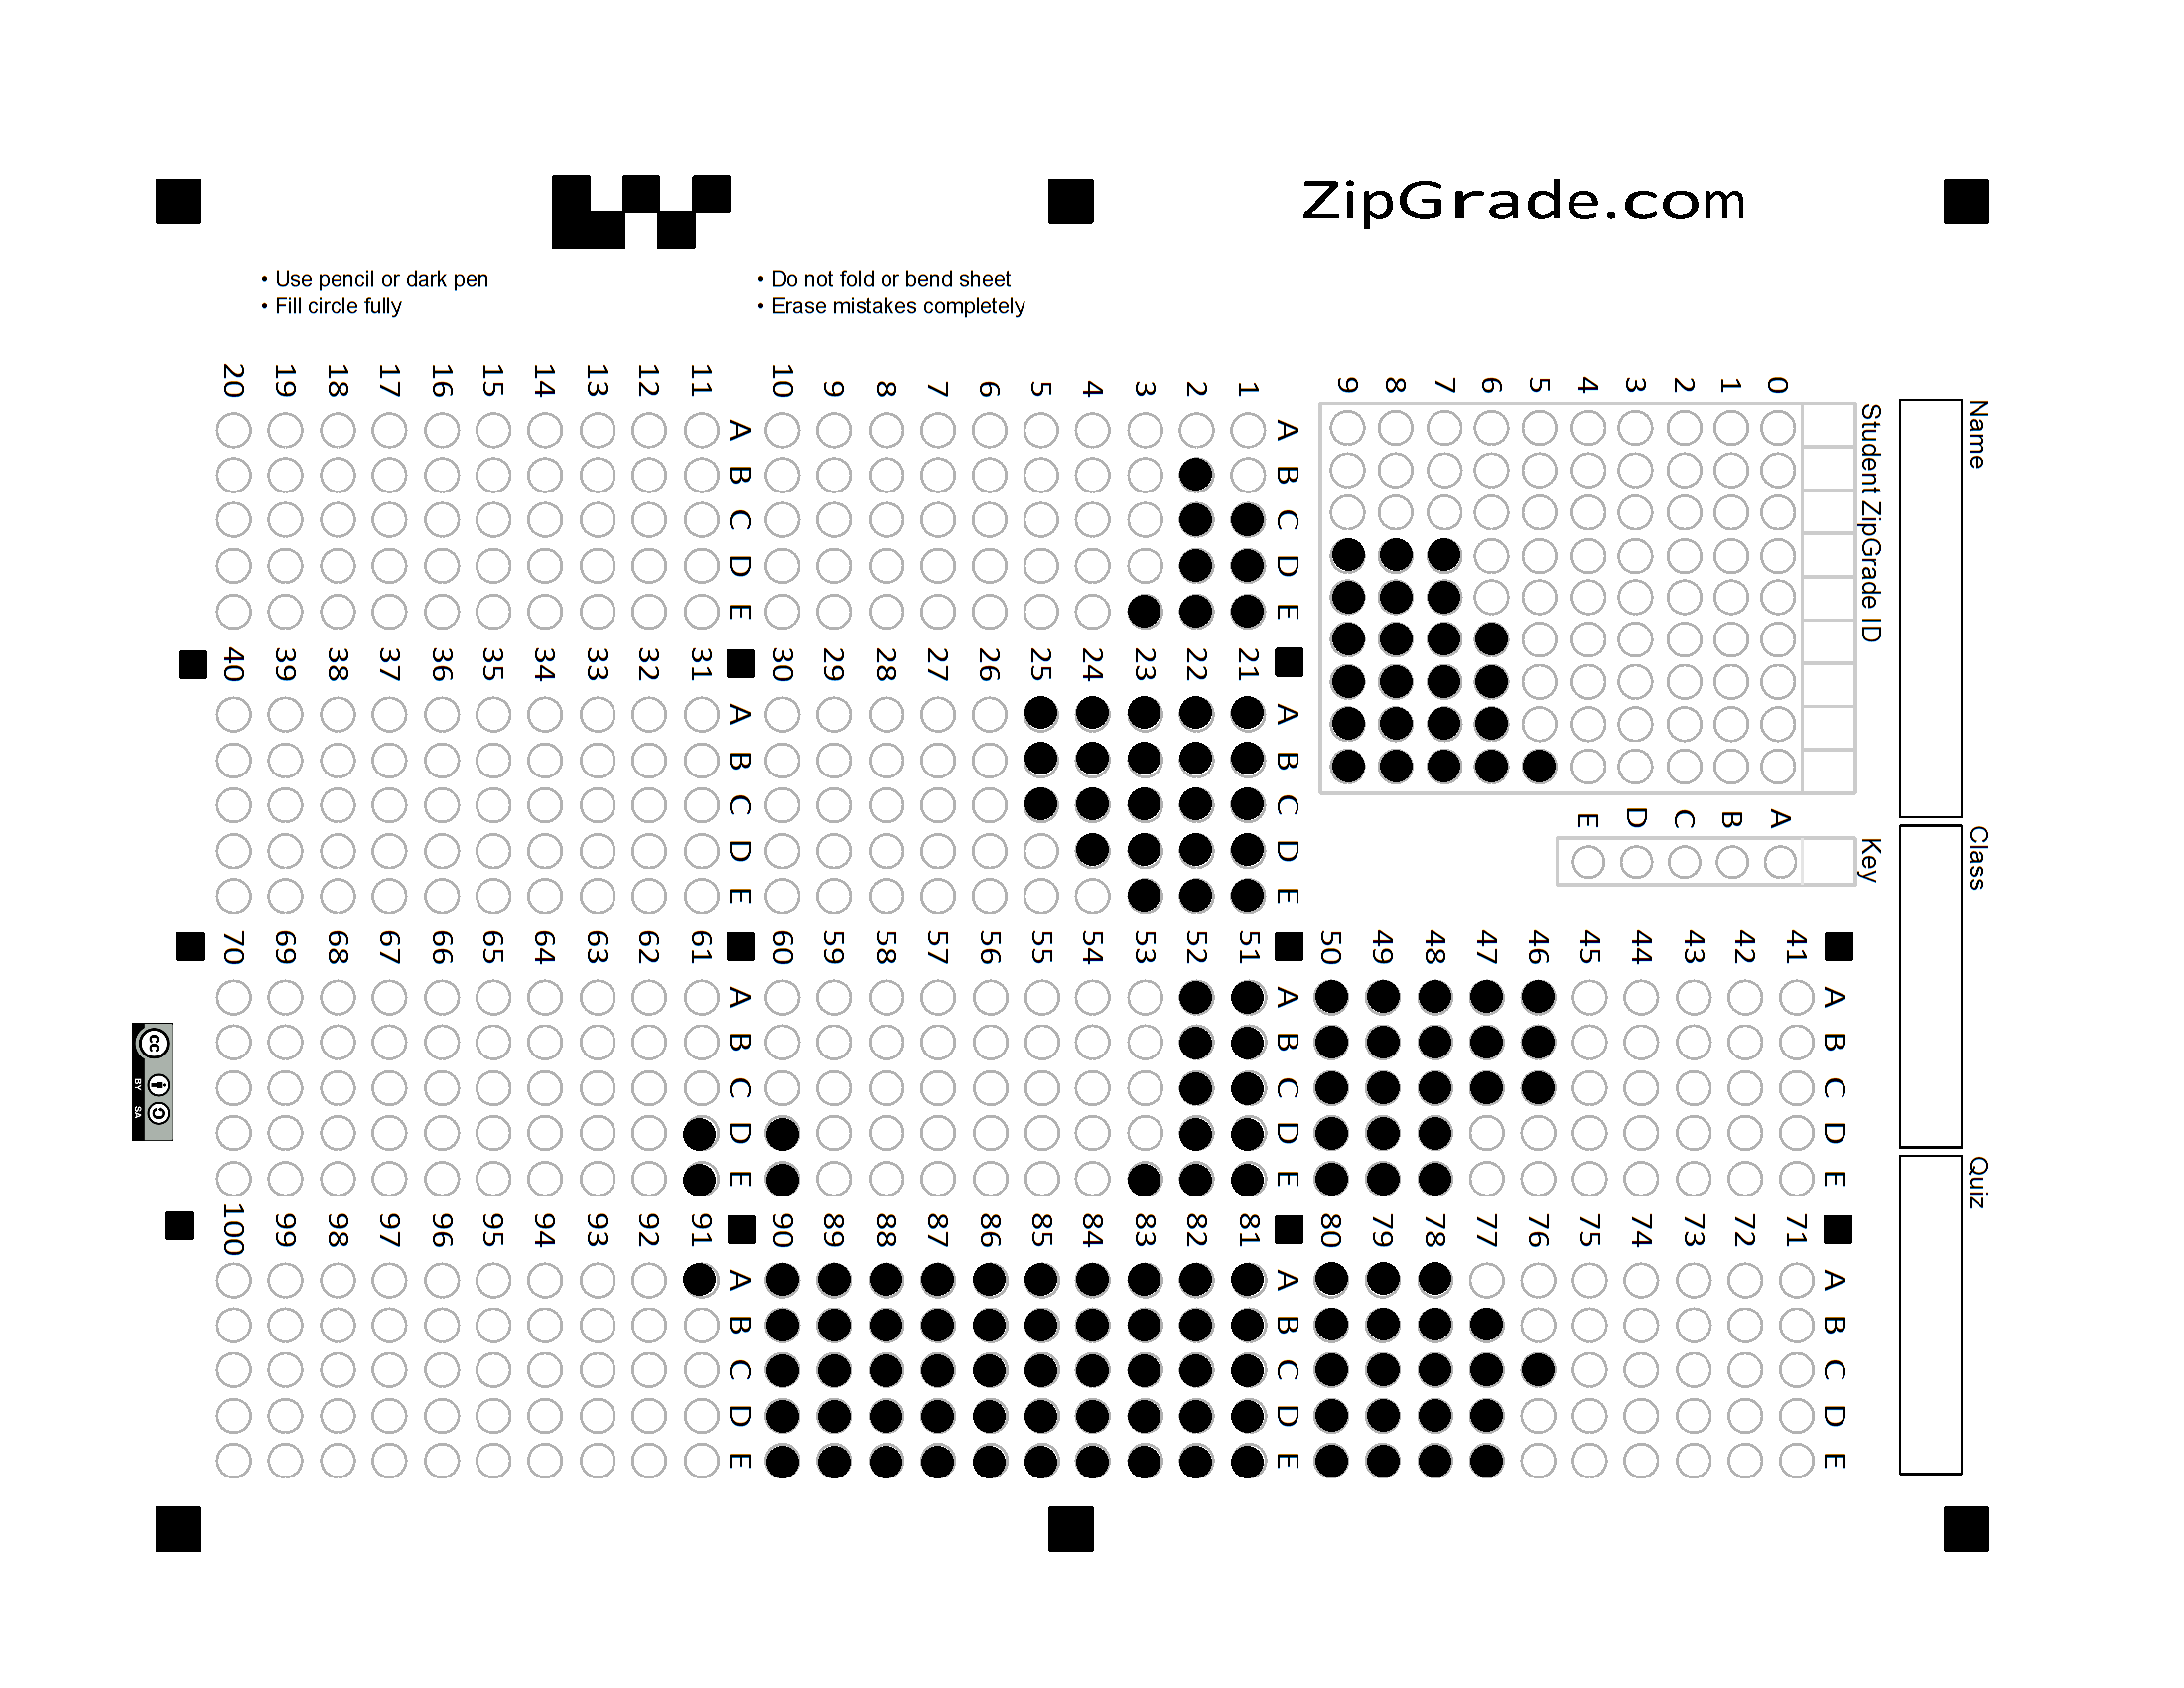 ZipGrade.com
• Use pencil or dark pen
• Fill circle fully
• Do not fold or bend sheet
• Erase mistakes completely
Name
Class
Quiz
Student ZipGrade ID
0 1 2 3 4 5 6 7 8 9
Key
A B C D E
1 2 3 4 5 6 7 8 9 10
A B C D E
11 12 13 14 15 16 17 18 19 20
A B C D E
21 22 23 24 25 26 27 28 29 30
A B C D E
31 32 33 34 35 36 37 38 39 40
A B C D E
41 42 43 44 45 46 47 48 49 50
A B C D E
51 52 53 54 55 56 57 58 59 60
A B C D E
61 62 63 64 65 66 67 68 69 70
A B C D E
71 72 73 74 75 76 77 78 79 80
A B C D E
81 82 83 84 85 86 87 88 89 90
A B C D E
91 92 93 94 95 96 97 98 99 100
A B C D E
cc
BY SA